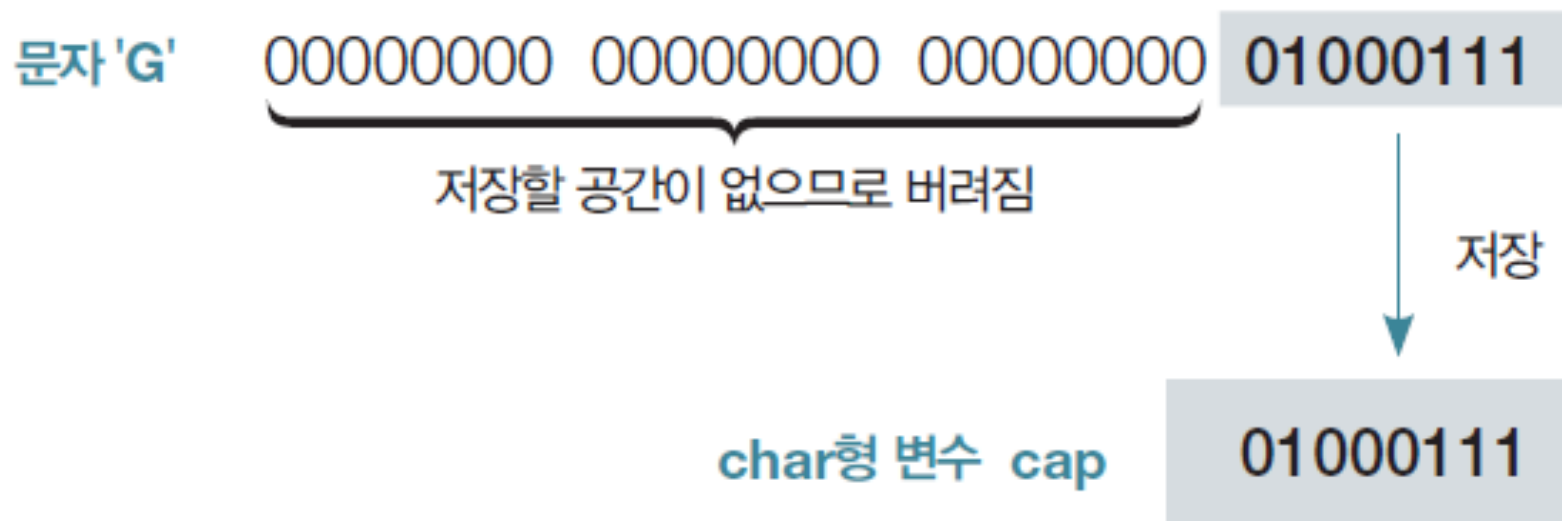 문자 'G' 00000000 00000000 00000000 01000111
저장할 공간이 없으므로 버려짐
저장
char형 변수 cap 01000111